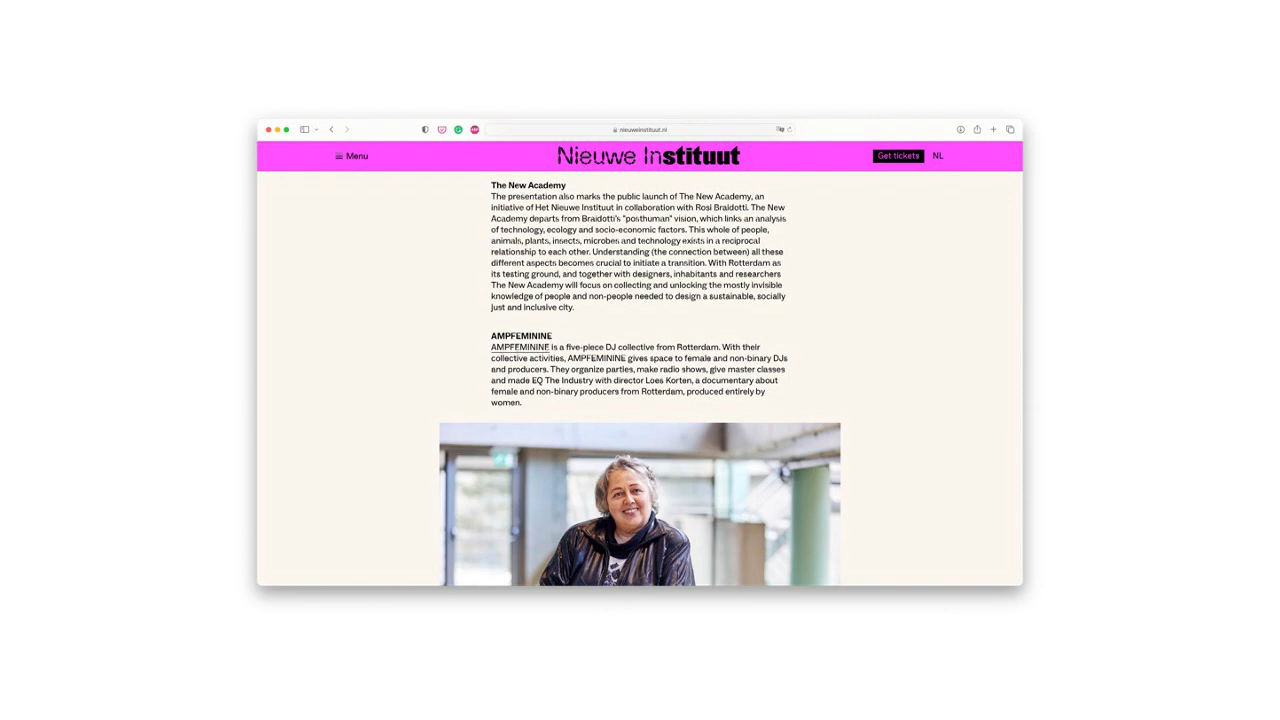 nieuweinstituut.nl
Menu
Nieuwe Instituut
Get tickets
NL
The New Academy
The presentation also marks the public launch of The New Academy, an
initiative of Het Nieuwe Instituut in collaboration with Rosi Braidotti. The New
Academy departs from Braidotti's "posthuman" vision, which links an analysis
of technology, ecology and socio-economic factors. This whole of people,
animals, plants, insects, microbes and technology exists in a reciprocal
relationship to each other. Understanding (the connection between) all these
different aspects becomes crucial to initiate a transition. With Rotterdam as
its testing ground, and together with designers, inhabitants and researchers
The New Academy will focus on collecting and unlocking the mostly invisible
knowledge of people and non-people needed to design a sustainable, socially
just and inclusive city.
AMPFEMININE
AMPFEMININE is a five-piece DJ collective from Rotterdam. With their
collective activities, AMPFEMININE gives space to female and non-binary DJs
and producers. They organize parties, make radio shows, give master classes
and made EQ The Industry with director Loes Korten, a documentary about
female and non-binary producers from Rotterdam, produced entirely by
women.